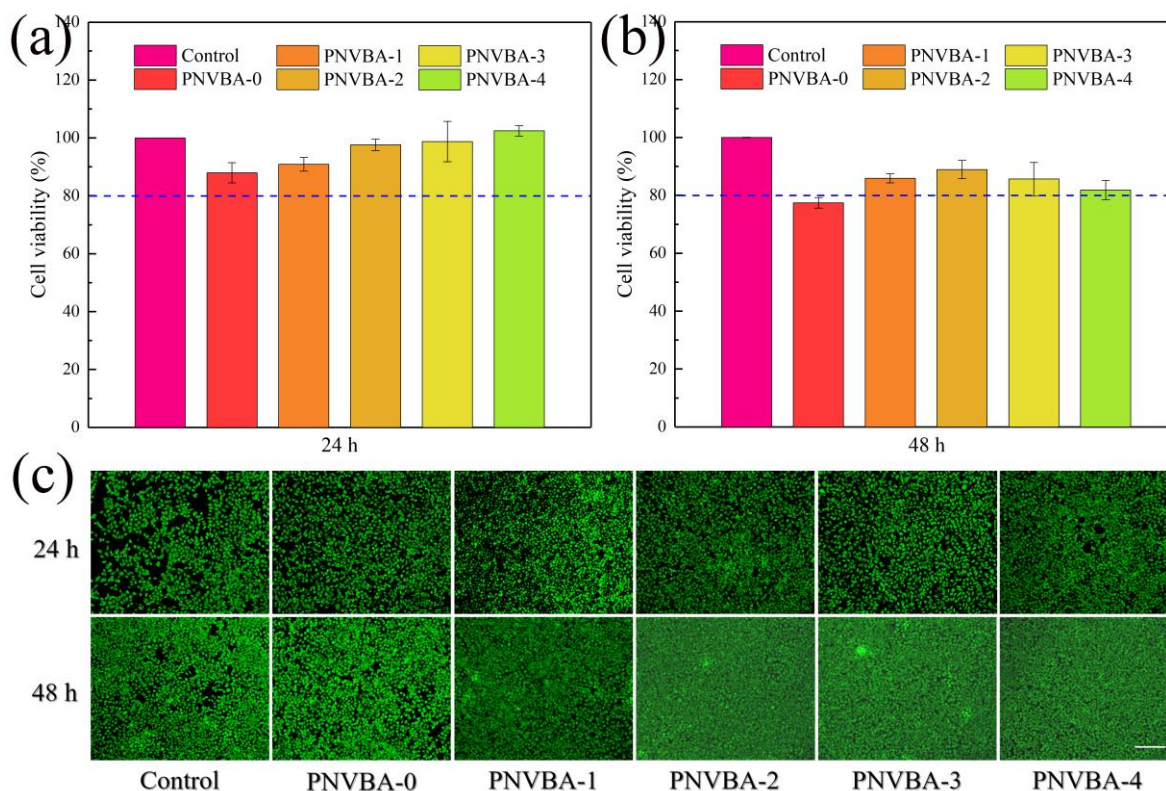 (a)
140
120
100
80
60
40
20
0
Cell viability (%)
Control
PNVBA-0
PNVBA-1
PNVBA-2
PNVBA-3
PNVBA-4
24 h
(b)
140
120
100
80
60
40
20
0
Cell viability (%)
Control
PNVBA-0
PNVBA-1
PNVBA-2
PNVBA-3
PNVBA-4
48 h
(c)
24 h
48 h
Control PNVBA-0 PNVBA-1 PNVBA-2 PNVBA-3 PNVBA-4